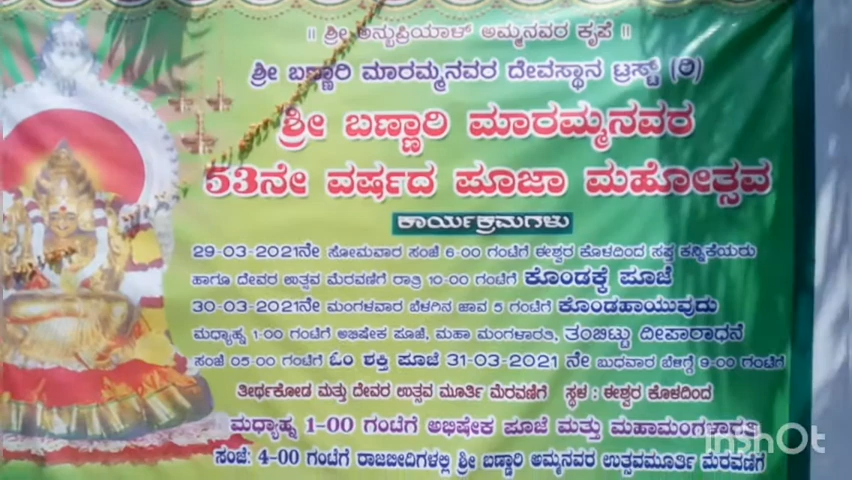 ॥ ಶ್ರೀ ಅನ್ಬುಪ್ರಿಯಾಳ್ ಅಮ್ಮನವರ ಕೃಪೆ ॥
ಶ್ರೀ ಬಣ್ಣಾರಿ ಮಾರಮ್ಮನವರ ದೇವಸ್ಥಾನ ಟ್ರಸ್ಟ್ (ರಿ)
ಶ್ರೀ ಬಣ್ಣಾರಿ ಮಾರಮ್ಮನವರ
53ನೇ ವರ್ಷದ ಪೂಜಾ ಮಹೋತ್ಸವ
ಕಾರ್ಯಕ್ರಮಗಳು
29-03-2021ನೇ ಸೋಮವಾರ ಸಂಜೆ 6-00 ಗಂಟೆಗೆ ಈಶ್ವರ ಕೊಳದಿಂದ ಸಪ್ತ ಕನ್ನಿಕೆಯರು
ಹಾಗೂ ದೇವರ ಉತ್ಸವ ಮೆರವಣಿಗೆ ರಾತ್ರಿ 10-00 ಗಂಟೆಗೆ ಕೊಂಡಕ್ಕೆ ಪೂಜೆ
30-03-2021ನೇ ಮಂಗಳವಾರ ಬೆಳಗಿನ ಜಾವ 5 ಗಂಟೆಗೆ ಕೊಂಡಹಾಯುವುದು
ಮಧ್ಯಾಹ್ನ 1-00 ಗಂಟೆಗೆ ಅಭಿಷೇಕ ಪೂಜೆ, ಮಹಾ ಮಂಗಳಾರತಿ, ತಂಬಿಟ್ಟು ದೀಪಾರಾಧನೆ
ಸಂಜೆ 05-00 ಗಂಟೆಗೆ ಓಂ ಶಕ್ತಿ ಪೂಜೆ 31-03-2021 ನೇ ಬುಧವಾರ ಬೆಳಿಗ್ಗೆ 9-00 ಗಂಟೆಗೆ
ತೀರ್ಥಕೋಡ ಮತ್ತು ದೇವರ ಉತ್ಸವ ಮೂರ್ತಿ ಮೆರವಣಿಗೆ ಸ್ಥಳ : ಈಶ್ವರ ಕೊಳದಿಂದ
ಮಧ್ಯಾಹ್ನ 1-00 ಗಂಟೆಗೆ ಅಭಿಷೇಕ ಪೂಜೆ ಮತ್ತು ಮಹಾಮಂಗಳಾರತಿ
ಸಂಜೆ: 4-00 ಗಂಟೆಗೆ ರಾಜಬೀದಿಗಳಲ್ಲಿ ಶ್ರೀ ಬಣ್ಣಾರಿ ಅಮ್ಮನವರ ಉತ್ಸವಮೂರ್ತಿ ಮೆರವಣಿಗೆ
InShOt